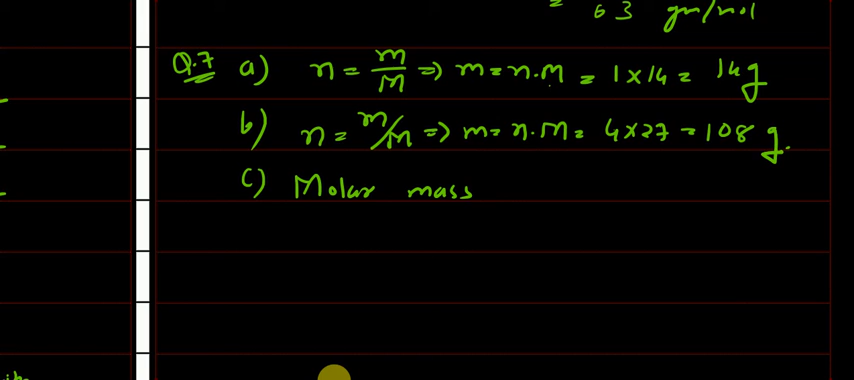 = 63 gm/mol
Q.7 a) n = m/M ⇒ m = n.M = 1 × 14 = 14 g
b) n = m/M ⇒ m = n.M = 4 × 27 = 108 g.
c) Molar mass